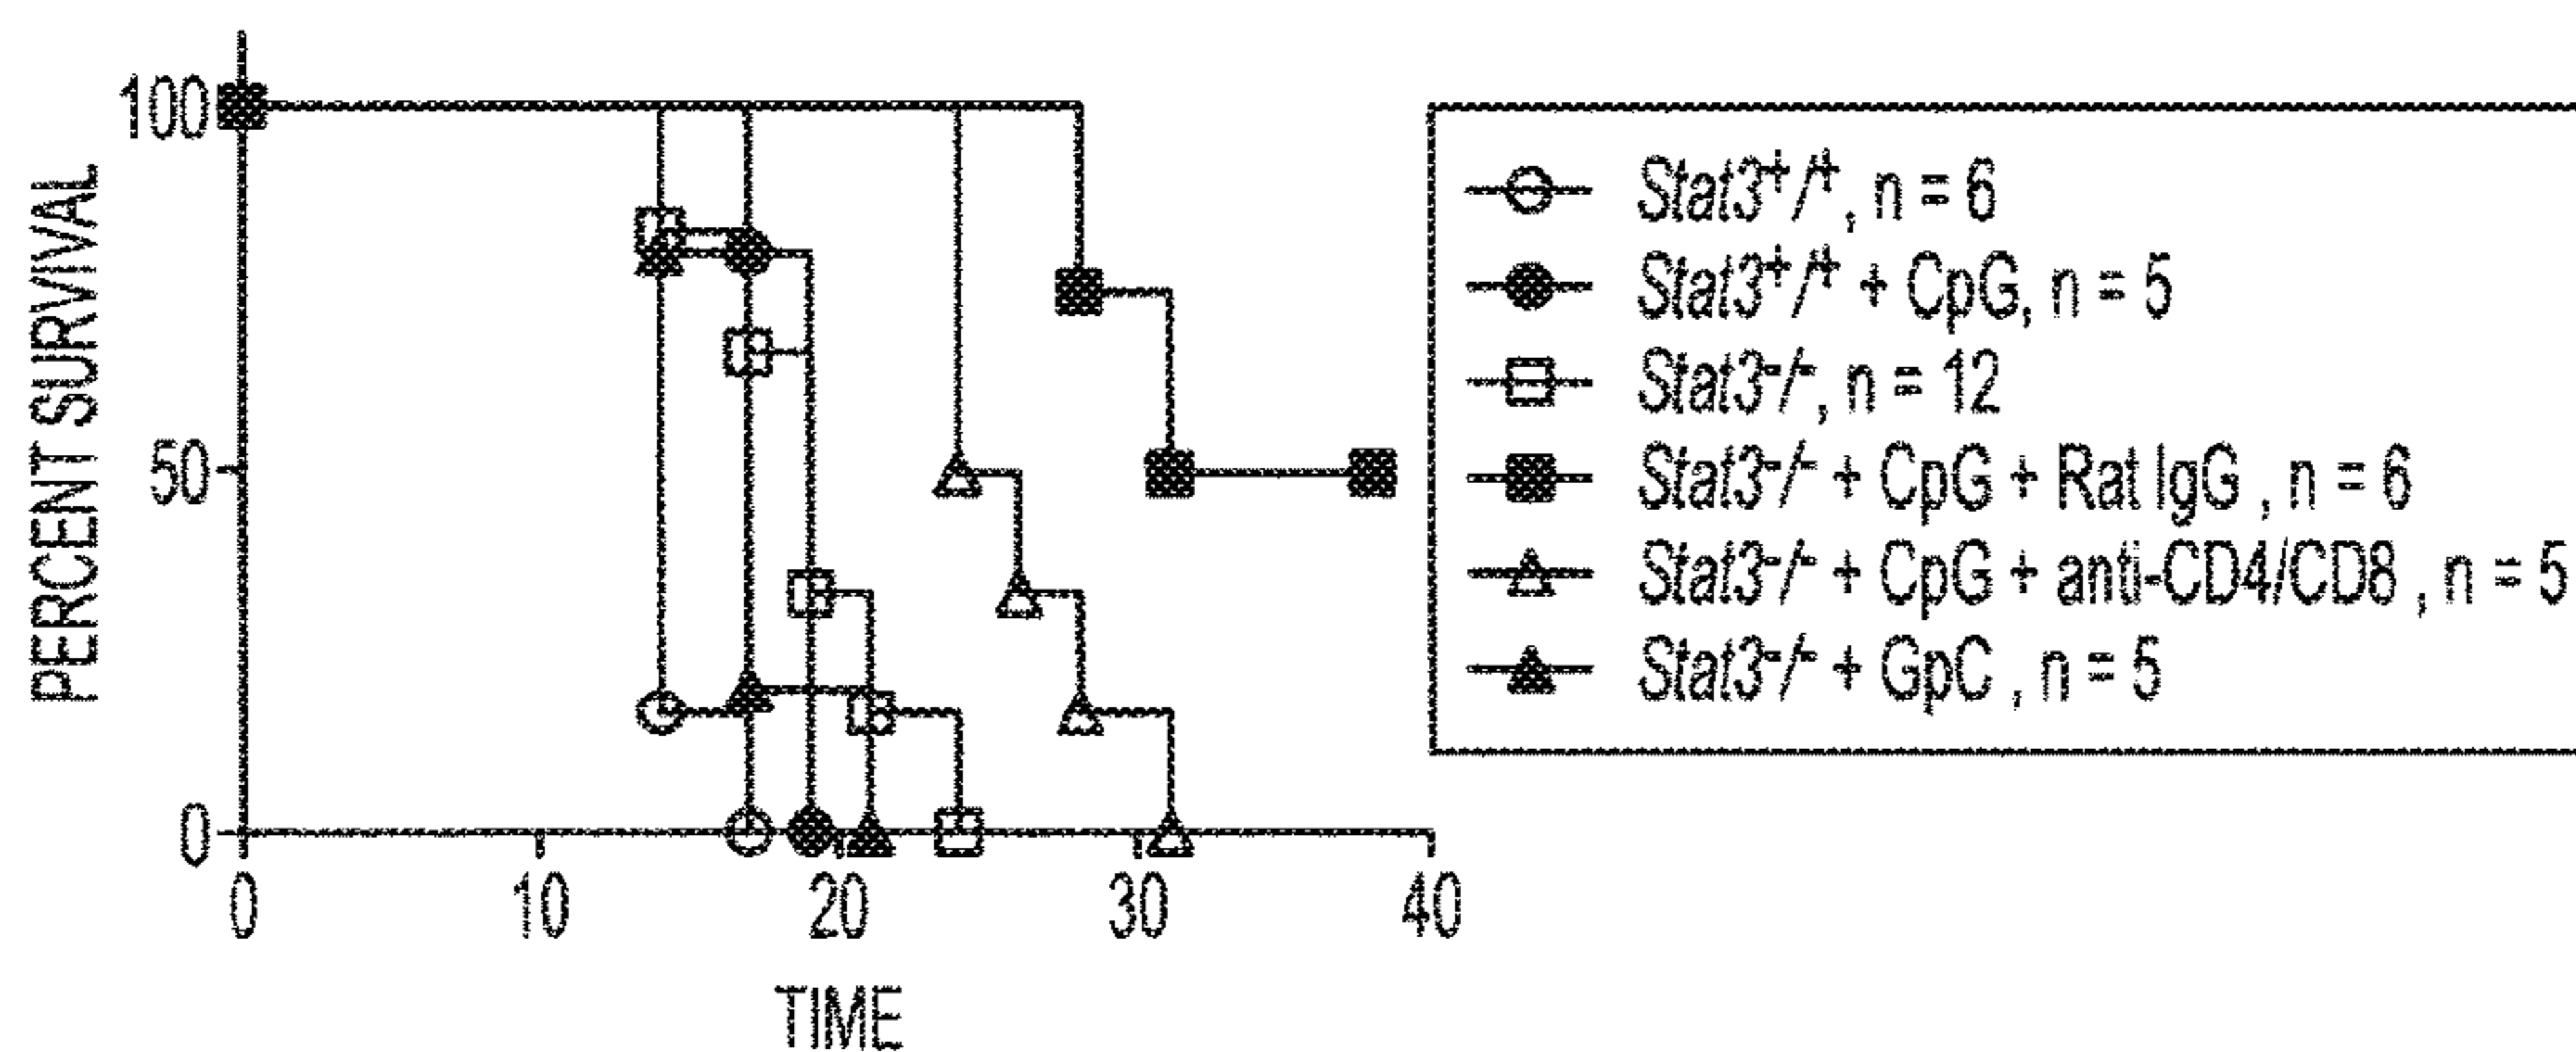 PERCENT SURVIVAL
100
50
0
0 10 20 30 40
TIME
Stat3+/+, n = 6
Stat3+/+ + CpG, n = 5
Stat3-/-, n = 12
Stat3-/- + CpG + Rat IgG , n = 6
Stat3-/- + CpG + anti-CD4/CD8 , n = 5
Stat3-/- + GpC , n = 5